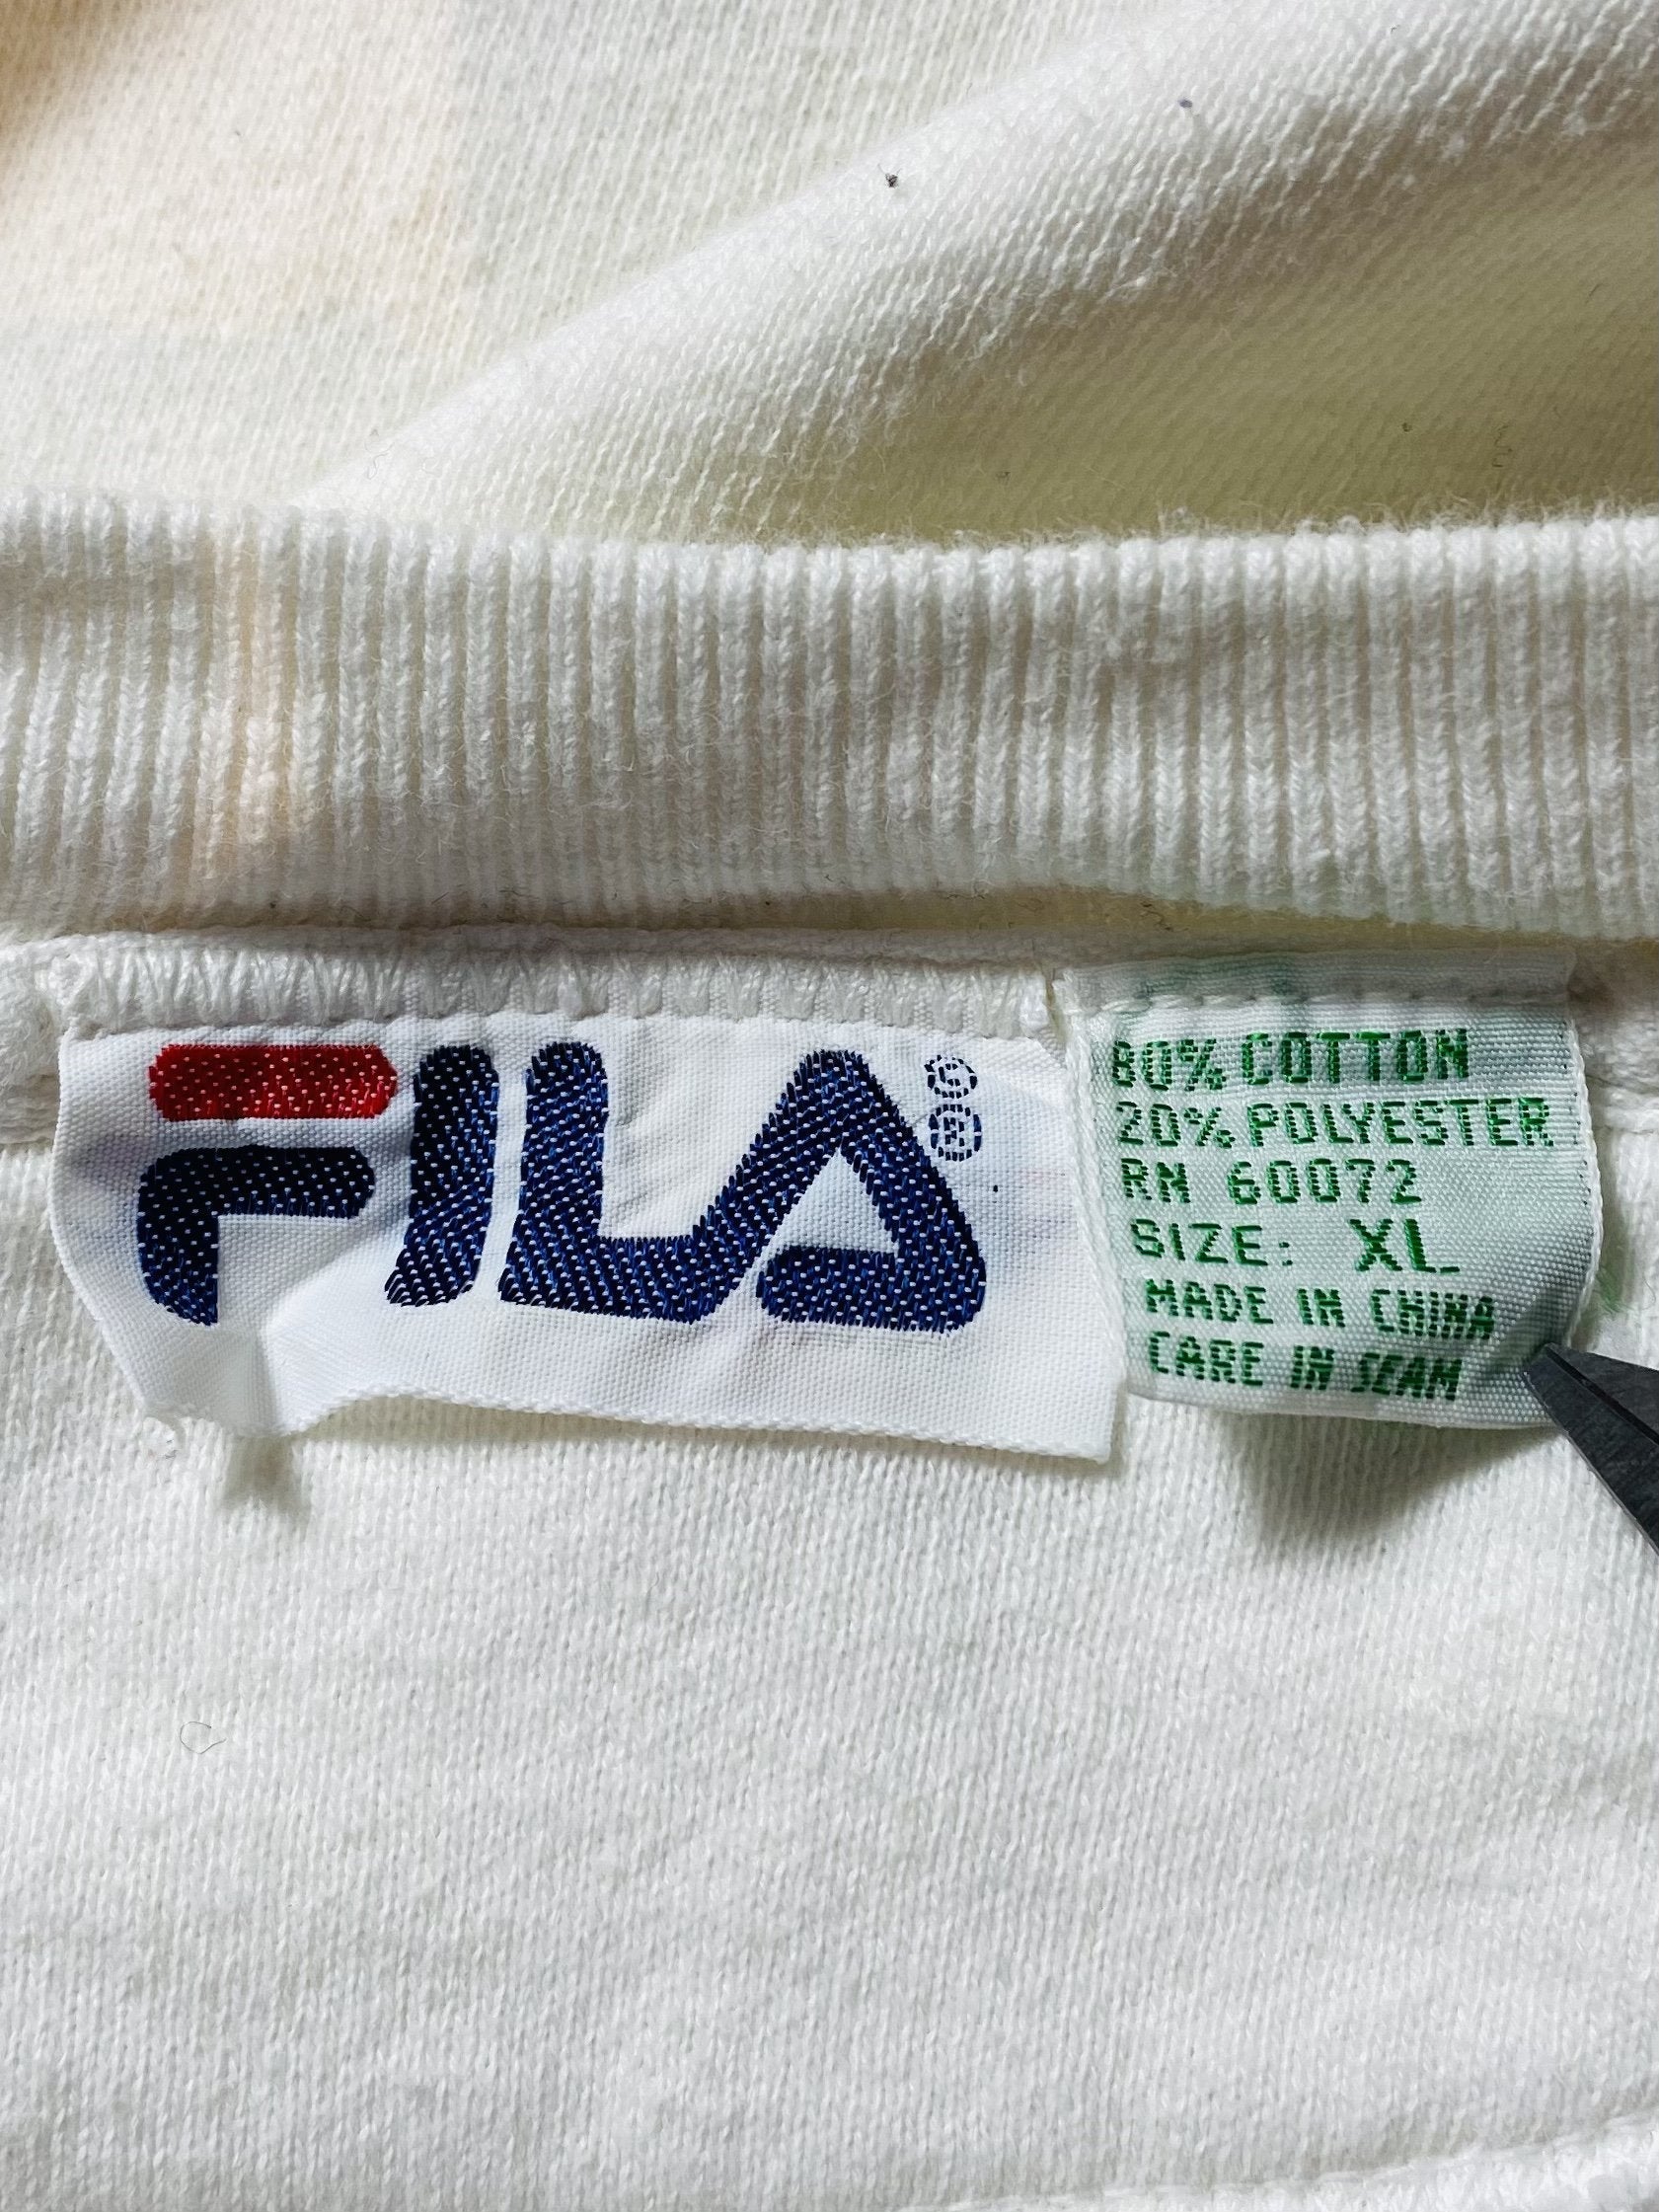 FILA
80% COTTON
20% POLYESTER
RN 60072
SIZE: XL
MADE IN CHINA
CARE IN SEAM